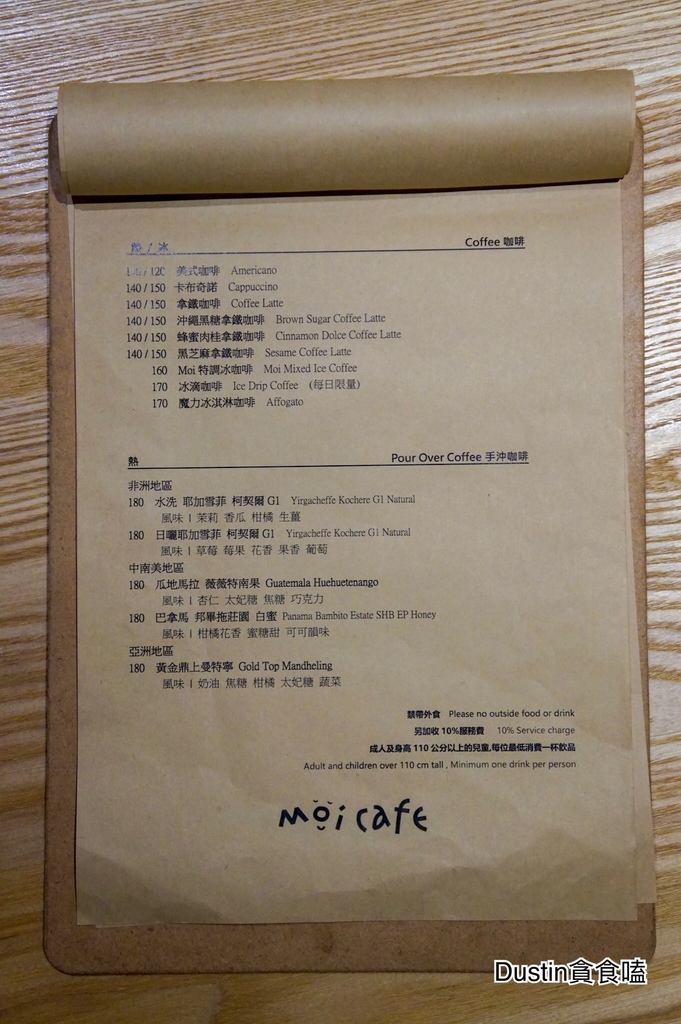 熱 / 冰 Coffee 咖啡
120 美式咖啡 Americano
140 / 150 卡布奇諾 Cappuccino
140 / 150 拿鐵咖啡 Coffee Latte
140 / 150 沖繩黑糖拿鐵咖啡 Brown Sugar Coffee Latte
140 / 150 蜂蜜肉桂拿鐵咖啡 Cinnamon Dolce Coffee Latte
140 / 150 黑芝麻拿鐵咖啡 Sesame Coffee Latte
160 Moi 特調冰咖啡 Moi Mixed Ice Coffee
170 冰滴咖啡 Ice Drip Coffee (每日限量)
170 魔力冰淇淋咖啡 Affogato
熱 Pour Over Coffee 手沖咖啡
非洲地區
180 水洗 耶加雪菲 柯契爾 G1 Yirgacheffe Kochere G1 Natural
風味 | 茉莉 香瓜 柑橘 生薑
180 日曬耶加雪菲 柯契爾 G1 Yirgacheffe Kochere G1 Natural
風味 | 草莓 莓果 花香 果香 葡萄
中南美地區
180 瓜地馬拉 薇薇特南果 Guatemala Huehuetenango
風味 | 杏仁 太妃糖 焦糖 巧克力
180 巴拿馬 邦畢拖莊園 白蜜 Panama Bambito Estate SHB EP Honey
風味 | 柑橘花香 蜜糖甜 可可韻味
亞洲地區
180 黃金鼎上曼特寧 Gold Top Mandheling
風味 | 奶油 焦糖 柑橘 太妃糖 蔬菜
禁帶外食 Please no outside food or drink
另加收 10%服務費 10% Service charge
成人及身高 110 公分以上的兒童,每位最低消費一杯飲品
Adult and children over 110 cm tall , Minimum one drink per person
moi cafe
Dustin貪食嗑